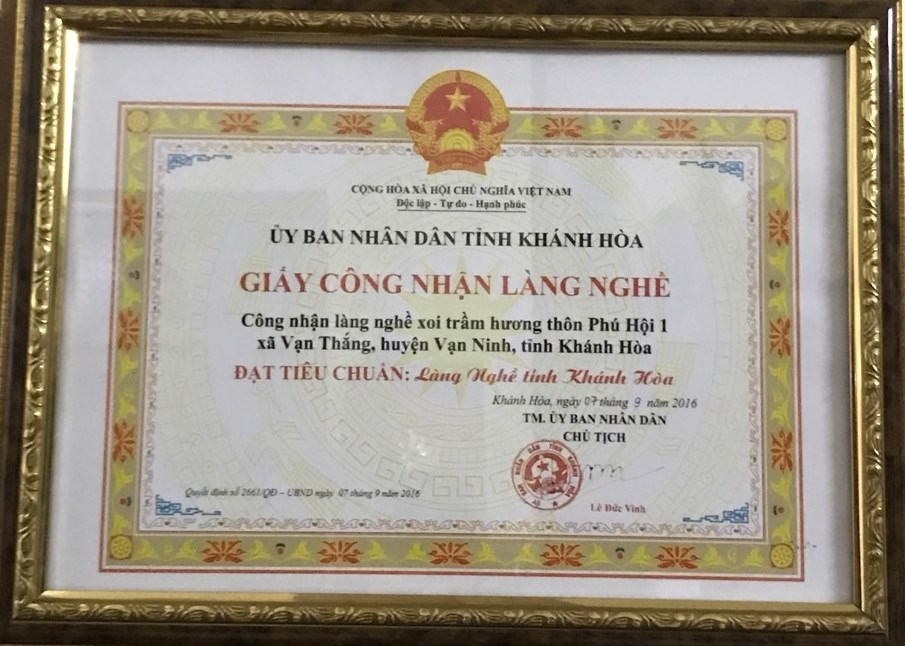 CỘNG HÒA XÃ HỘI CHỦ NGHĨA VIỆT NAM
Độc lập - Tự do - Hạnh phúc
ỦY BAN NHÂN DÂN TỈNH KHÁNH HÒA
GIẤY CÔNG NHẬN LÀNG NGHỀ
Công nhận làng nghề xoi trầm hương thôn Phú Hội 1
xã Vạn Thắng, huyện Vạn Ninh, tỉnh Khánh Hòa
ĐẠT TIÊU CHUẨN: Làng Nghề tỉnh Khánh Hòa
Khánh Hòa, ngày 07 tháng 9 năm 2016
TM. ỦY BAN NHÂN DÂN
CHỦ TỊCH
Quyết định số 2661/QĐ – UBND ngày 07 tháng 9 năm 2016
Lê Đức Vinh